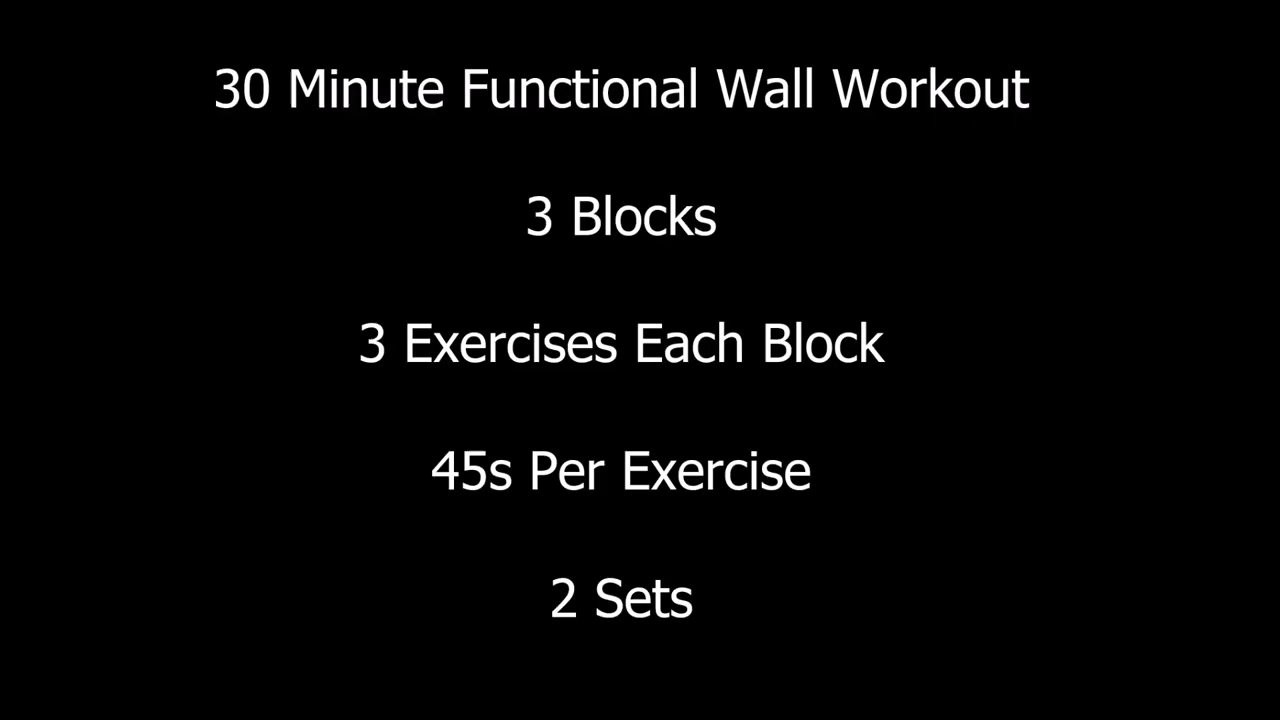 30 Minute Functional Wall Workout
3 Blocks
3 Exercises Each Block
45s Per Exercise
2 Sets